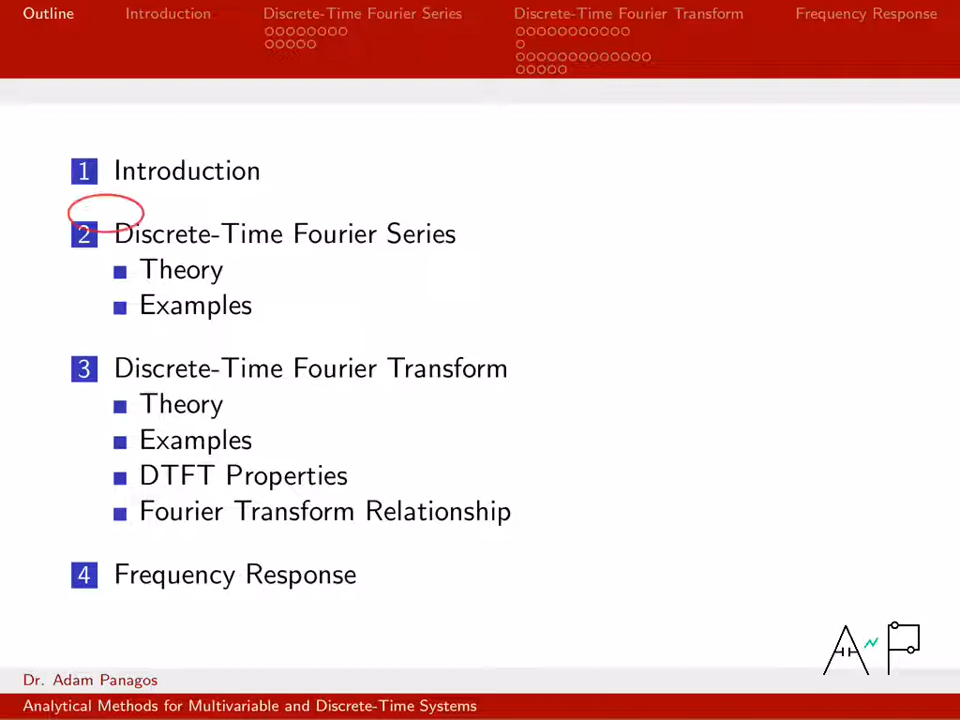 Outline Introduction Discrete-Time Fourier Series Discrete-Time Fourier Transform Frequency Response
1 Introduction
2 Discrete-Time Fourier Series
Theory
Examples
3 Discrete-Time Fourier Transform
Theory
Examples
DTFT Properties
Fourier Transform Relationship
4 Frequency Response
AP
Dr. Adam Panagos
Analytical Methods for Multivariable and Discrete-Time Systems